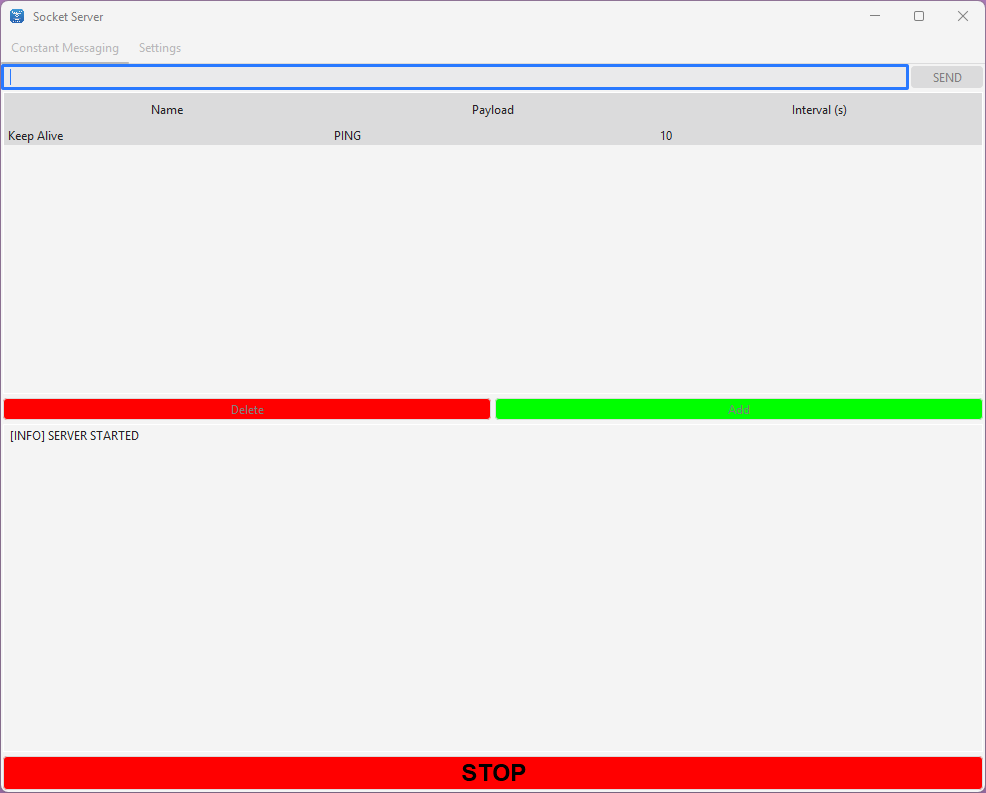 Socket Server
Constant Messaging Settings
SEND
Name Payload Interval (s)
Keep Alive PING 10
Delete Add
[INFO] SERVER STARTED
STOP